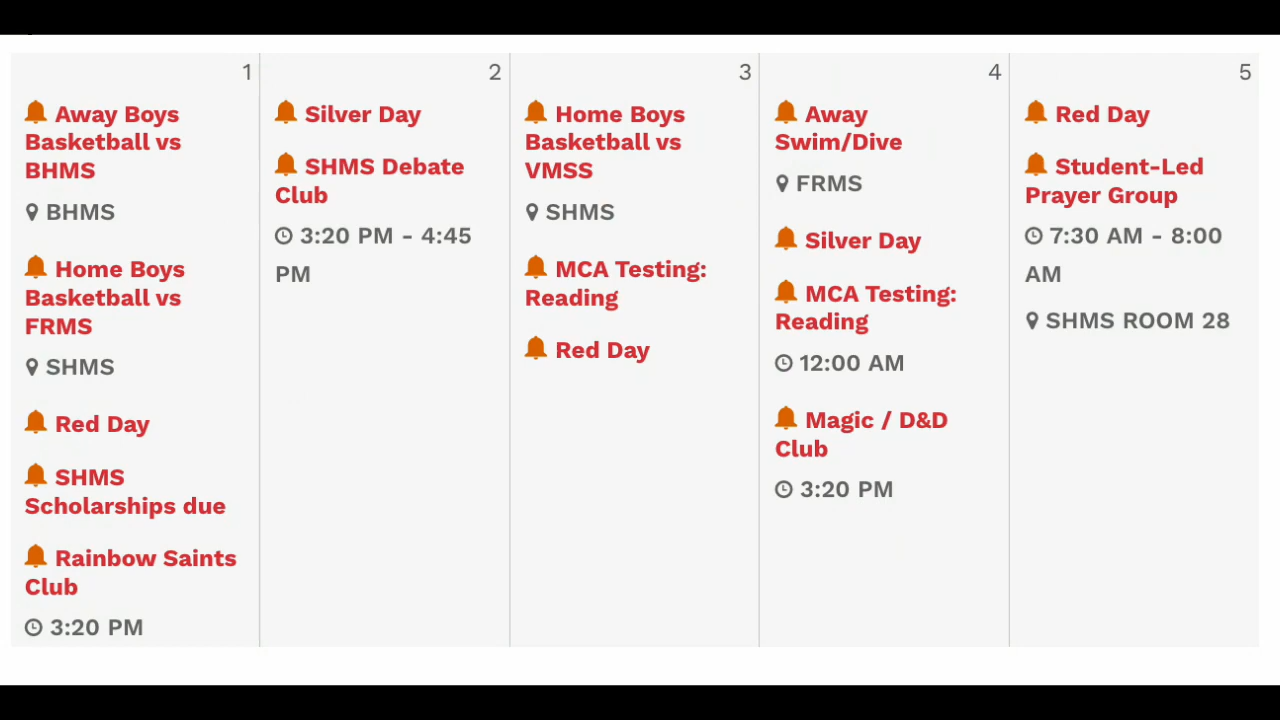 1
Away Boys
Basketball vs
BHMS
BHMS
Home Boys
Basketball vs
FRMS
SHMS
Red Day
SHMS
Scholarships due
Rainbow Saints
Club
3:20 PM
2
Silver Day
SHMS Debate
Club
3:20 PM - 4:45
PM
3
Home Boys
Basketball vs
VMSS
SHMS
MCA Testing:
Reading
Red Day
4
Away
Swim/Dive
FRMS
Silver Day
MCA Testing:
Reading
12:00 AM
Magic / D&D
Club
3:20 PM
5
Red Day
Student-Led
Prayer Group
7:30 AM - 8:00
AM
SHMS ROOM 28